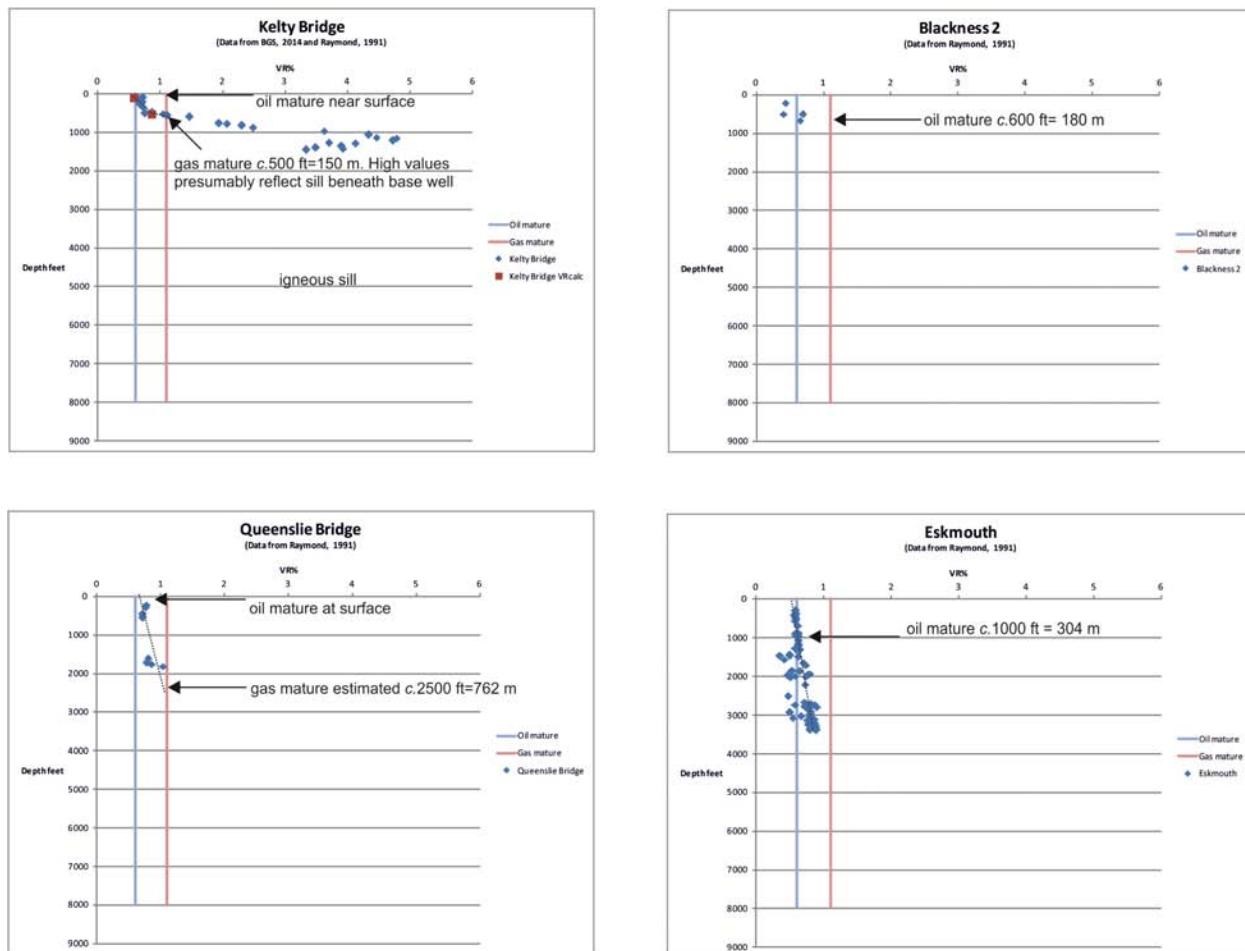 Kelty Bridge
(Data from BGS, 2014 and Raymond, 1991)
VR%
0 1 2 3 4 5 6
0
1000
2000
3000
4000
5000
6000
7000
8000
9000
Depth feet
oil mature near surface
gas mature c.500 ft=150 m. High values
presumably reflect sill beneath base well
igneous sill
Oil mature
Gas mature
Kelty Bridge
Kelty Bridge VRcalc
Blackness 2
(Data from Raymond, 1991)
VR%
0 1 2 3 4 5 6
0
1000
2000
3000
4000
5000
6000
7000
8000
9000
Depth feet
oil mature c.600 ft= 180 m
Oil mature
Gas mature
Blackness 2
Queenslie Bridge
(Data from Raymond, 1991)
VR%
0 1 2 3 4 5 6
0
1000
2000
3000
4000
5000
6000
7000
8000
9000
Depth feet
oil mature at surface
gas mature estimated c.2500 ft=762 m
Oil mature
Gas mature
Queenslie Bridge
Eskmouth
(Data from Raymond, 1991)
VR%
0 1 2 3 4 5 6
0
1000
2000
3000
4000
5000
6000
7000
8000
9000
Depth feet
oil mature c.1000 ft = 304 m
Oil mature
Gas mature
Eskmouth